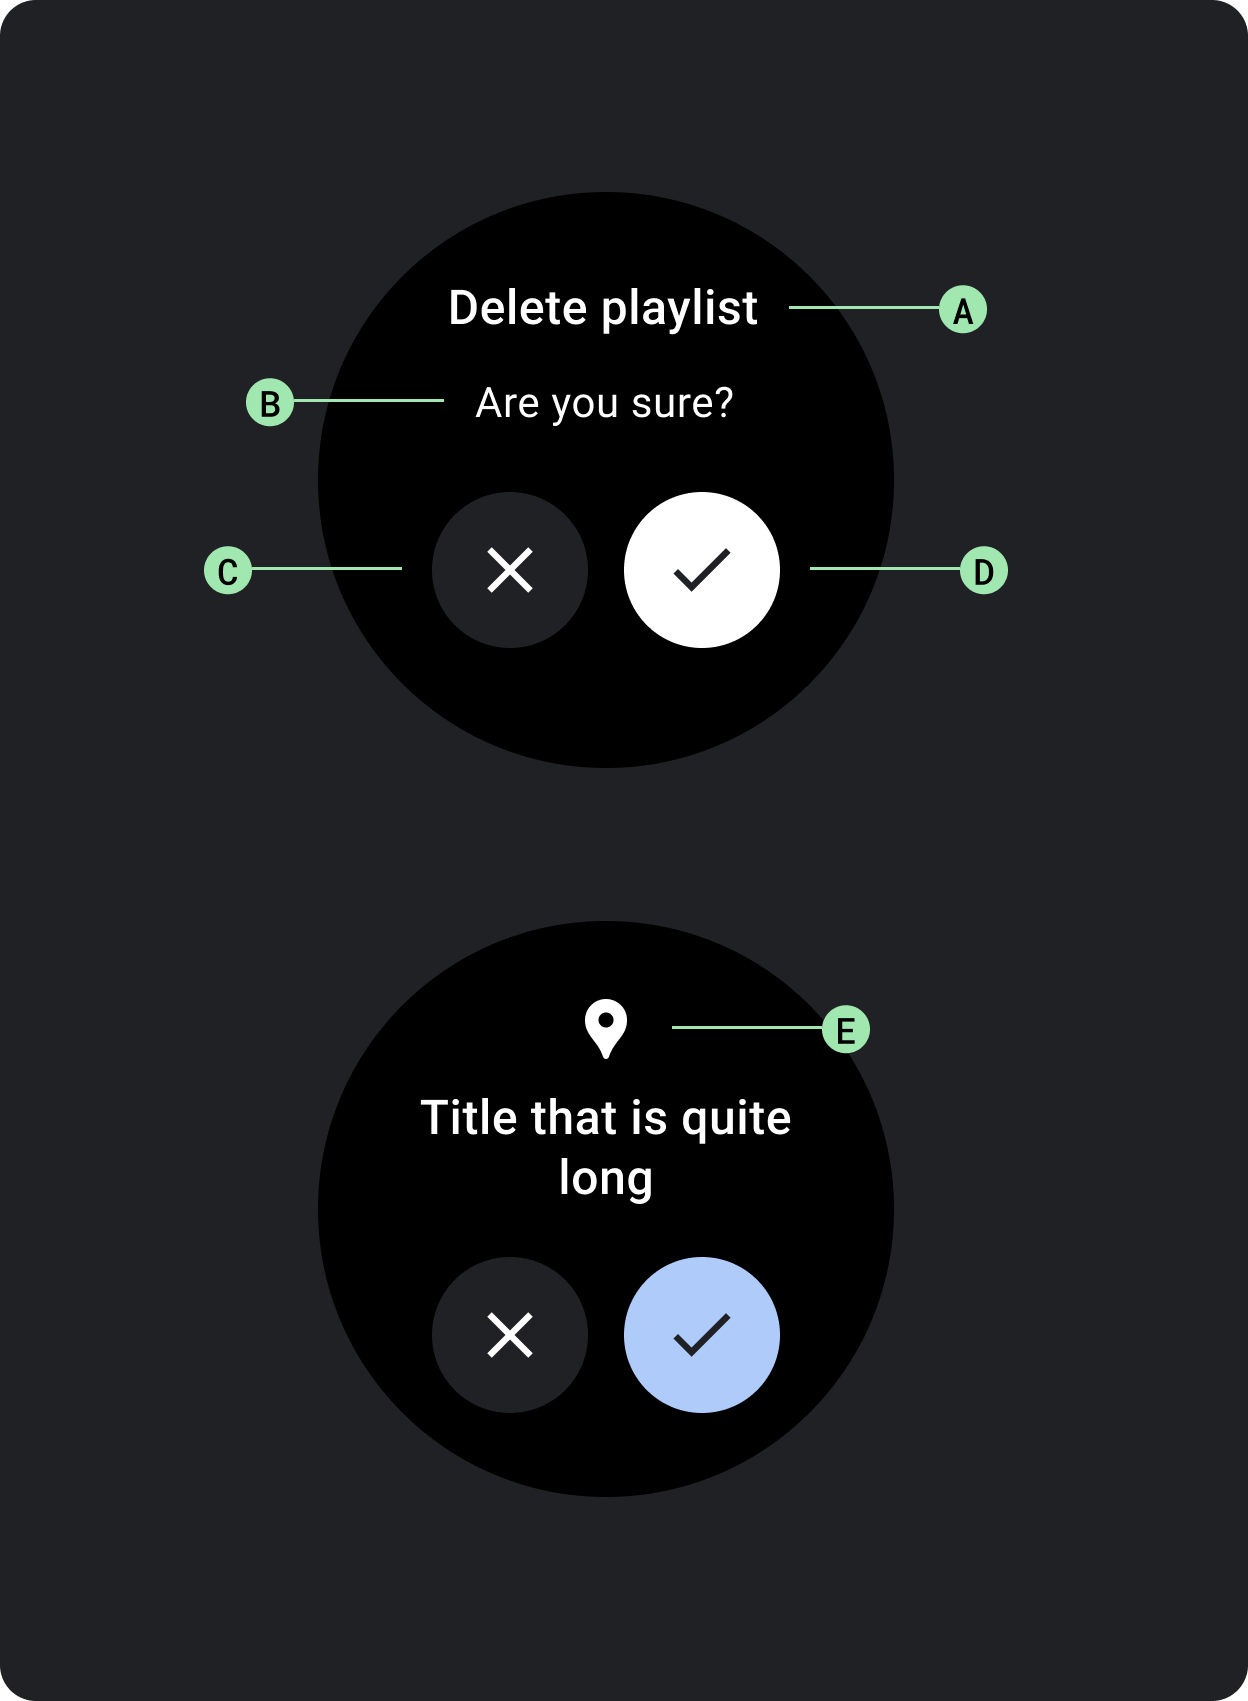 Delete playlist
A
B
Are you sure?
C
D
E
Title that is quite
long